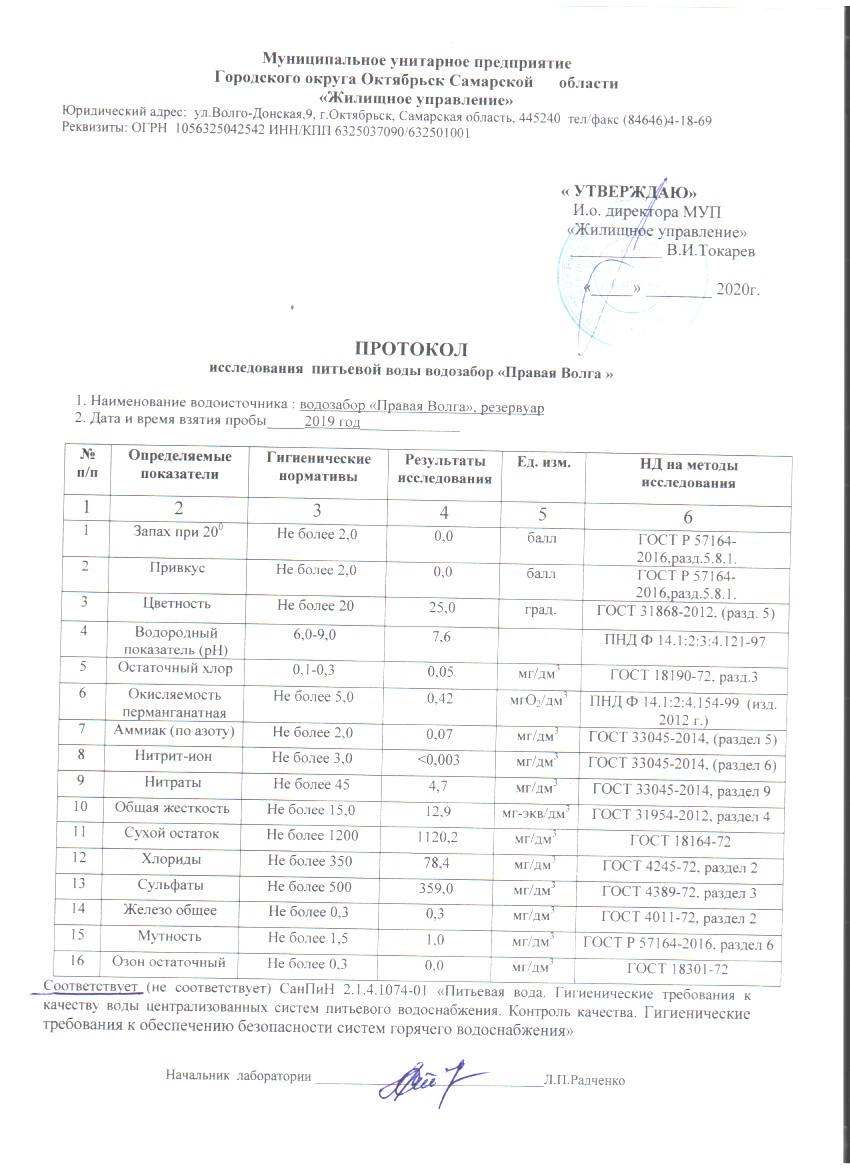 Муниципальное унитарное предприятие
Городского округа Октябрьск Самарской области
«Жилищное управление»
Юридический адрес: ул.Волго-Донская,9, г.Октябрьск, Самарская область, 445240 тел/факс (84646)4-18-69
Реквизиты: ОГРН 1056325042542 ИНН/КПП 6325037090/632501001
« УТВЕРЖДАЮ»
И.о. директора МУП
«Жилищное управление»
___________ В.И.Токарев
«_____» ________ 2020г.
ПРОТОКОЛ
исследования питьевой воды водозабор «Правая Волга »
1. Наименование водоисточника : водозабор «Правая Волга», резервуар
2. Дата и время взятия пробы_____2019 год_____________
№ п/п Определяемые показатели Гигиенические нормативы Результаты исследования Ед. изм. НД на методы исследования
1 2 3 4 5 6
1 Запах при 20⁰ Не более 2,0 0,0 балл ГОСТ Р 57164-2016,разд.5.8.1.
2 Привкус Не более 2,0 0,0 балл ГОСТ Р 57164-2016,разд.5.8.1.
3 Цветность Не более 20 25,0 град. ГОСТ 31868-2012, (разд. 5)
4 Водородный показатель (рН) 6,0-9,0 7,6 ПНД Ф 14.1:2:3:4.121-97
5 Остаточный хлор 0,1-0,3 0,05 мг/дм³ ГОСТ 18190-72, разд.3
6 Окисляемость перманганатная Не более 5,0 0,42 мгО₂/дм³ ПНД Ф 14.1:2:4.154-99 (изд. 2012 г.)
7 Аммиак (по азоту) Не более 2,0 0,07 мг/дм³ ГОСТ 33045-2014, (раздел 5)
8 Нитрит-ион Не более 3,0 <0,003 мг/дм³ ГОСТ 33045-2014, (раздел 6)
9 Нитраты Не более 45 4,7 мг/дм³ ГОСТ 33045-2014, раздел 9
10 Общая жесткость Не более 15,0 12,9 мг-экв/дм³ ГОСТ 31954-2012, раздел 4
11 Сухой остаток Не более 1200 1120,2 мг/дм³ ГОСТ 18164-72
12 Хлориды Не более 350 78,4 мг/дм³ ГОСТ 4245-72, раздел 2
13 Сульфаты Не более 500 359,0 мг/дм³ ГОСТ 4389-72, раздел 3
14 Железо общее Не более 0,3 0,3 мг/дм³ ГОСТ 4011-72, раздел 2
15 Мутность Не более 1,5 1,0 мг/дм³ ГОСТ Р 57164-2016, раздел 6
16 Озон остаточный Не более 0,3 0,0 мг/дм³ ГОСТ 18301-72
Соответствует (не соответствует) СанПиН 2.1.4.1074-01 «Питьевая вода. Гигиенические требования к
качеству воды централизованных систем питьевого водоснабжения. Контроль качества. Гигиенические
требования к обеспечению безопасности систем горячего водоснабжения»
Начальник лаборатории ______________________________Л.П.Радченко